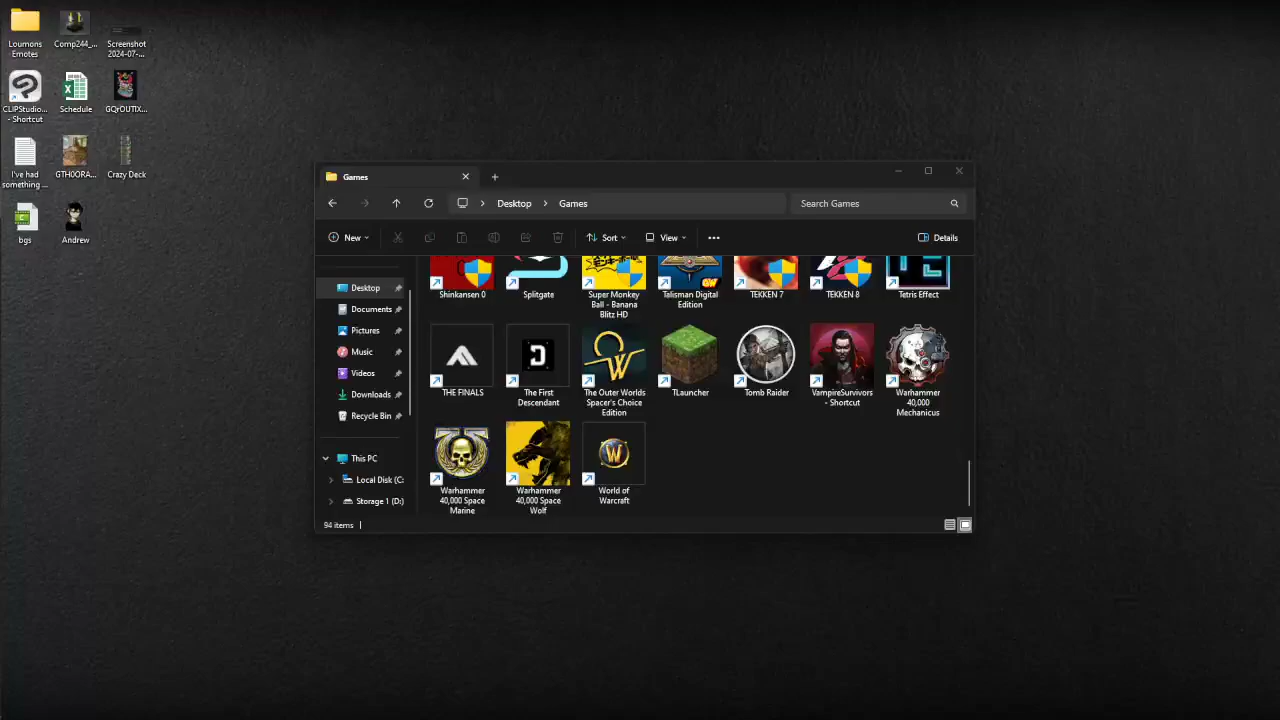 Loumons
Emotes
Comp244_...
Screenshot
2024-07-...
CLIPStudio...
- Shortcut
Schedule
GQrOUTIX...
I've had
something ...
GTH0ORA...
Crazy Deck
bgs
Andrew
Games
Desktop
Games
Search Games
New
Sort
View
Details
Desktop
Documents
Pictures
Music
Videos
Downloads
Recycle Bin
This PC
Local Disk (C:
Storage 1 (D:)
Shinkansen 0
Splitgate
Super Monkey
Ball - Banana
Blitz HD
Talisman Digital
Edition
TEKKEN 7
TEKKEN 8
Tetris Effect
THE FINALS
The First
Descendant
The Outer Worlds
Spacer's Choice
Edition
TLauncher
Tomb Raider
VampireSurvivors
- Shortcut
Warhammer
40,000
Mechanicus
Warhammer
40,000 Space
Marine
Warhammer
40,000 Space
Wolf
World of
Warcraft
94 items